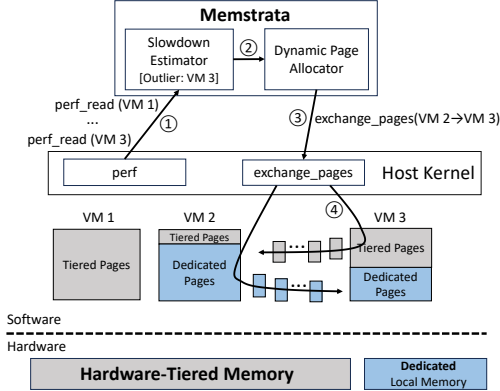 Memstrata
Slowdown
Estimator
[Outlier: VM 3]
②
Dynamic Page
Allocator
perf_read (VM 1)
...
perf_read (VM 3)
①
③
exchange_pages(VM 2→VM 3)
perf
exchange_pages
Host Kernel
④
VM 1
VM 2
VM 3
Tiered Pages
Tiered Pages
Dedicated
Pages
...
...
Tiered Pages
Dedicated
Pages
Software
Hardware
Hardware-Tiered Memory
Dedicated
Local Memory